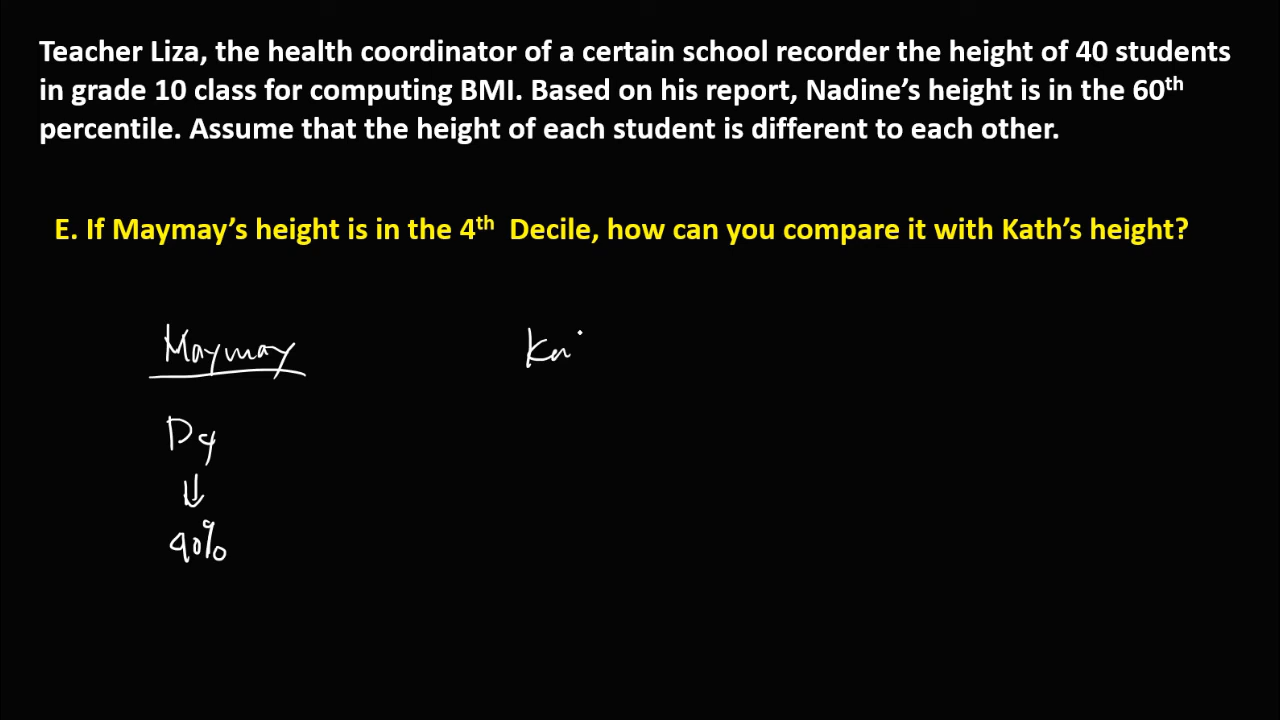 Teacher Liza, the health coordinator of a certain school recorder the height of 40 students
in grade 10 class for computing BMI. Based on his report, Nadine’s height is in the 60th
percentile. Assume that the height of each student is different to each other.
E. If Maymay’s height is in the 4th Decile, how can you compare it with Kath’s height?
Maymay
D4
↓
40%